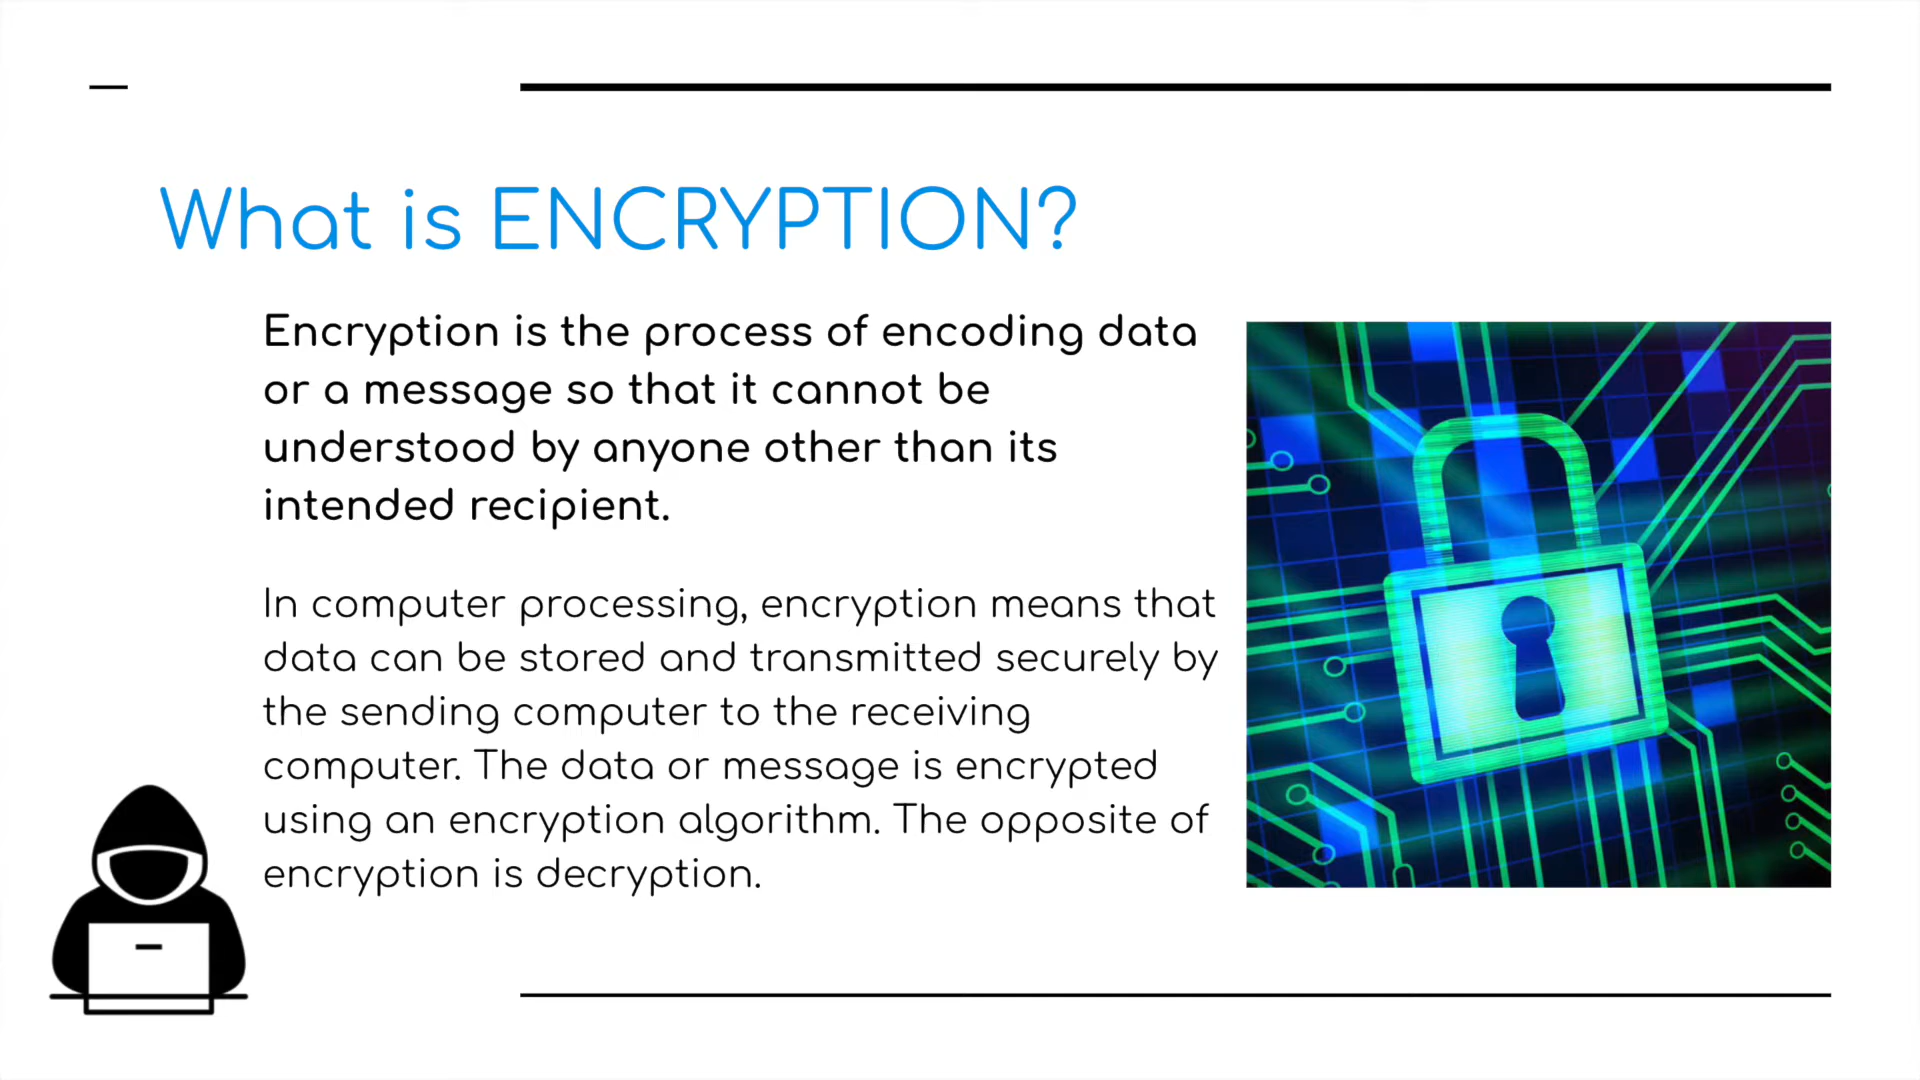 What is ENCRYPTION?
Encryption is the process of encoding data
or a message so that it cannot be
understood by anyone other than its
intended recipient.
In computer processing, encryption means that
data can be stored and transmitted securely by
the sending computer to the receiving
computer. The data or message is encrypted
using an encryption algorithm. The opposite of
encryption is decryption.